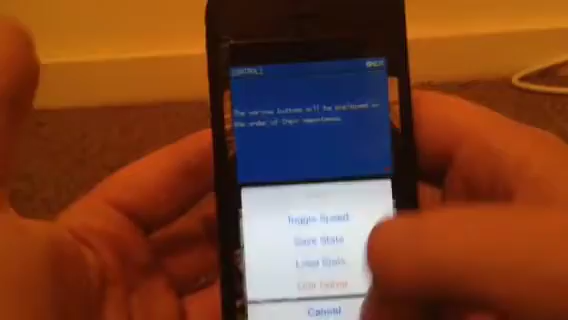 CONTROLS
The various buttons will be explained in
the order of their importance.
Toggle Speed
Save State
Load State
Cancel